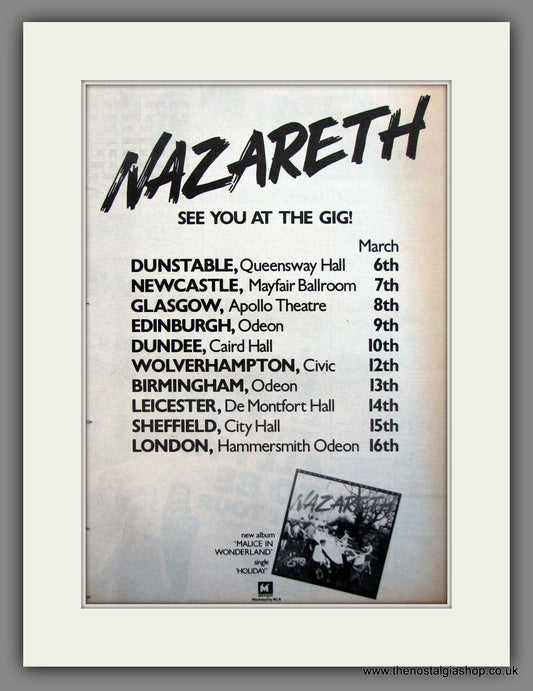 NAZARETH
SEE YOU AT THE GIG!
March
DUNSTABLE, Queensway Hall 6th
NEWCASTLE, Mayfair Ballroom 7th
GLASGOW, Apollo Theatre 8th
EDINBURGH, Odeon 9th
DUNDEE, Caird Hall 10th
WOLVERHAMPTON, Civic 12th
BIRMINGHAM, Odeon 13th
LEICESTER, De Montfort Hall 14th
SHEFFIELD, City Hall 15th
LONDON, Hammersmith Odeon 16th
NAZARETH
new album
'MALICE IN
WONDERLAND'
single
'HOLIDAY'
Marketed by RCA
www.thenostalgiashop.co.uk